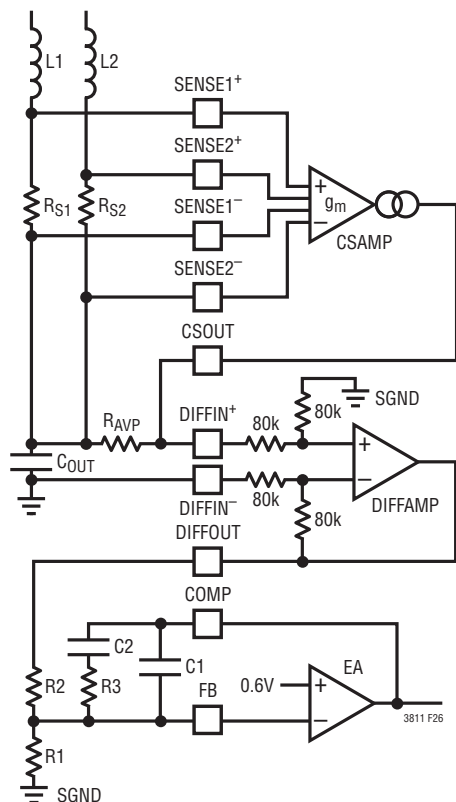 L1
L2
SENSE1+
SENSE2+
RS1
RS2
+
gm
−
CSAMP
SENSE1−
SENSE2−
CSOUT
RAVP
DIFFIN+
80k
80k
SGND
COUT
+
−
DIFFIN−
80k
80k
DIFFAMP
DIFFOUT
COMP
C2
C1
R2
R3
FB
0.6V
+
−
EA
3811 F26
R1
SGND